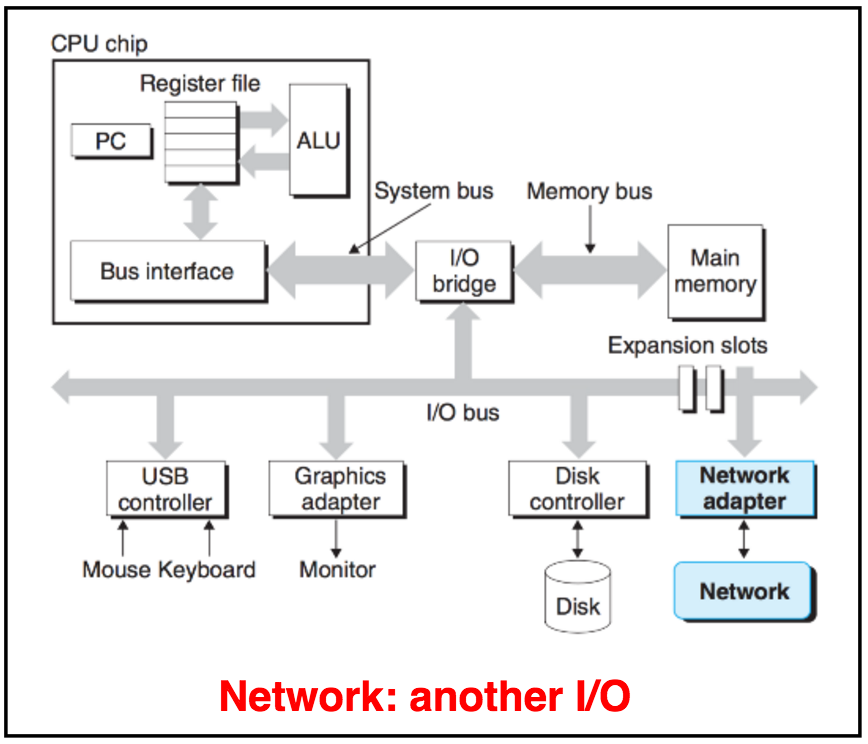 CPU chip
Register file
PC
ALU
System bus
Memory bus
Bus interface
I/O
bridge
Main
memory
Expansion slots
I/O bus
USB
controller
Graphics
adapter
Disk
controller
Network
adapter
Mouse Keyboard
Monitor
Disk
Network
Network: another I/O